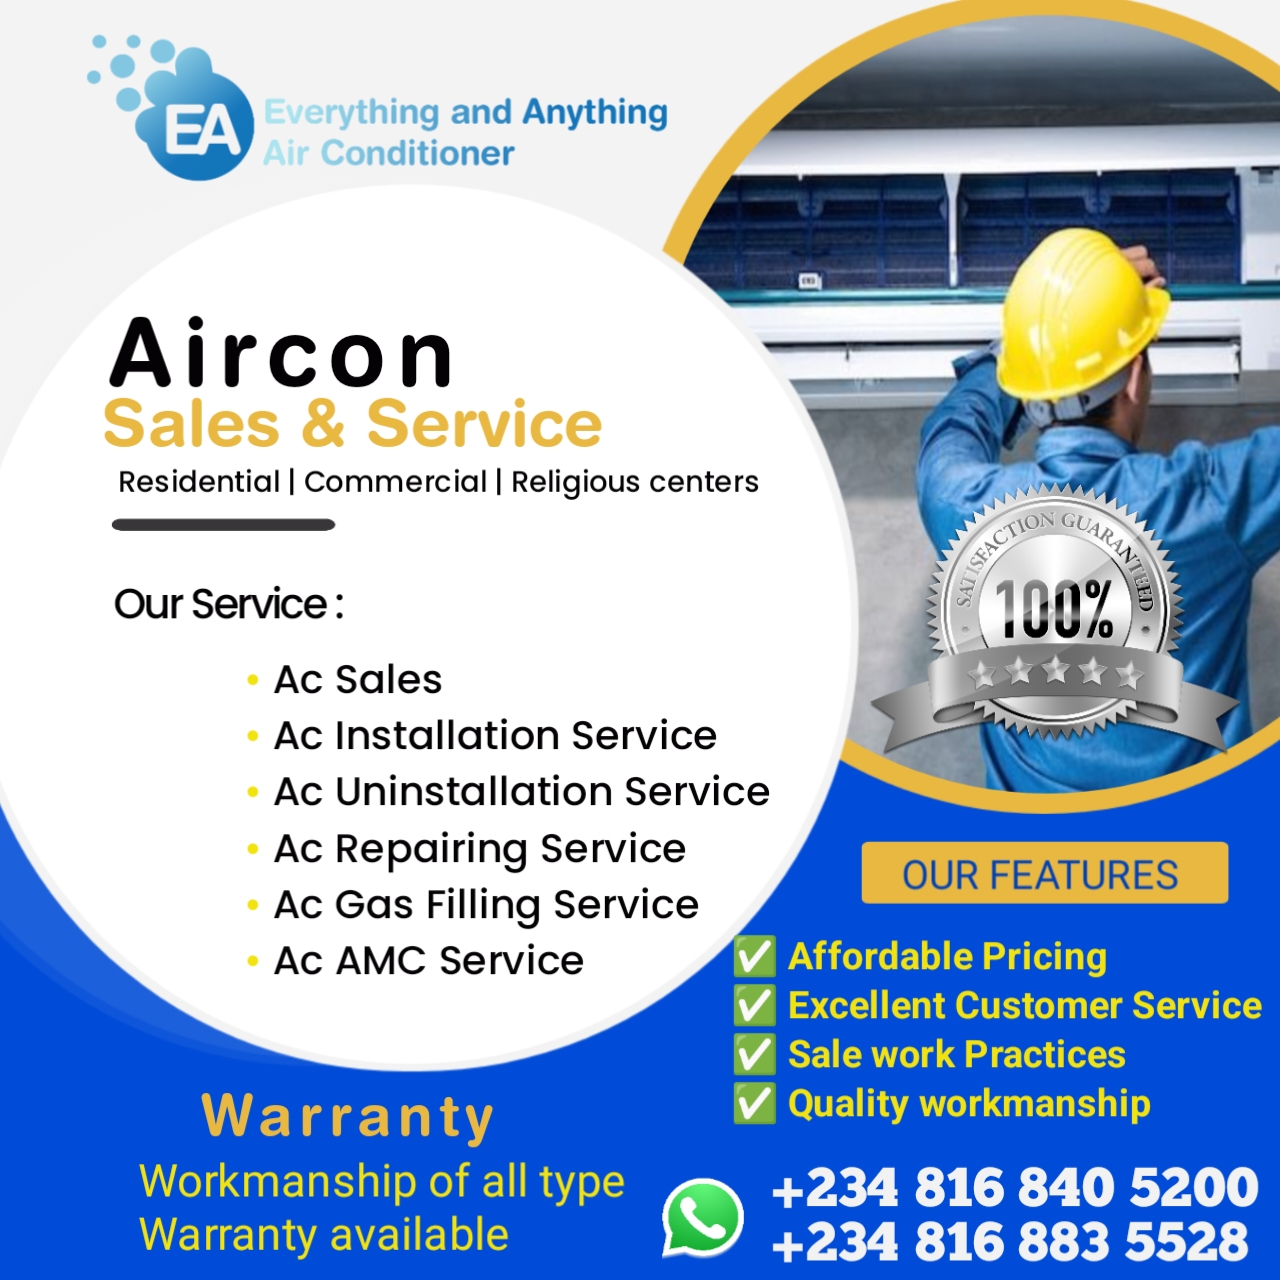 EA
Everything and Anything
Air Conditioner
Aircon
Sales & Service
Residential | Commercial | Religious centers
Our Service :
• Ac Sales
• Ac Installation Service
• Ac Uninstallation Service
• Ac Repairing Service
• Ac Gas Filling Service
• Ac AMC Service
SATISFACTION GUARANTEED
100%
OUR FEATURES
✅ Affordable Pricing
✅ Excellent Customer Service
✅ Sale work Practices
✅ Quality workmanship
Warranty
Workmanship of all type
Warranty available
+234 816 840 5200
+234 816 883 5528